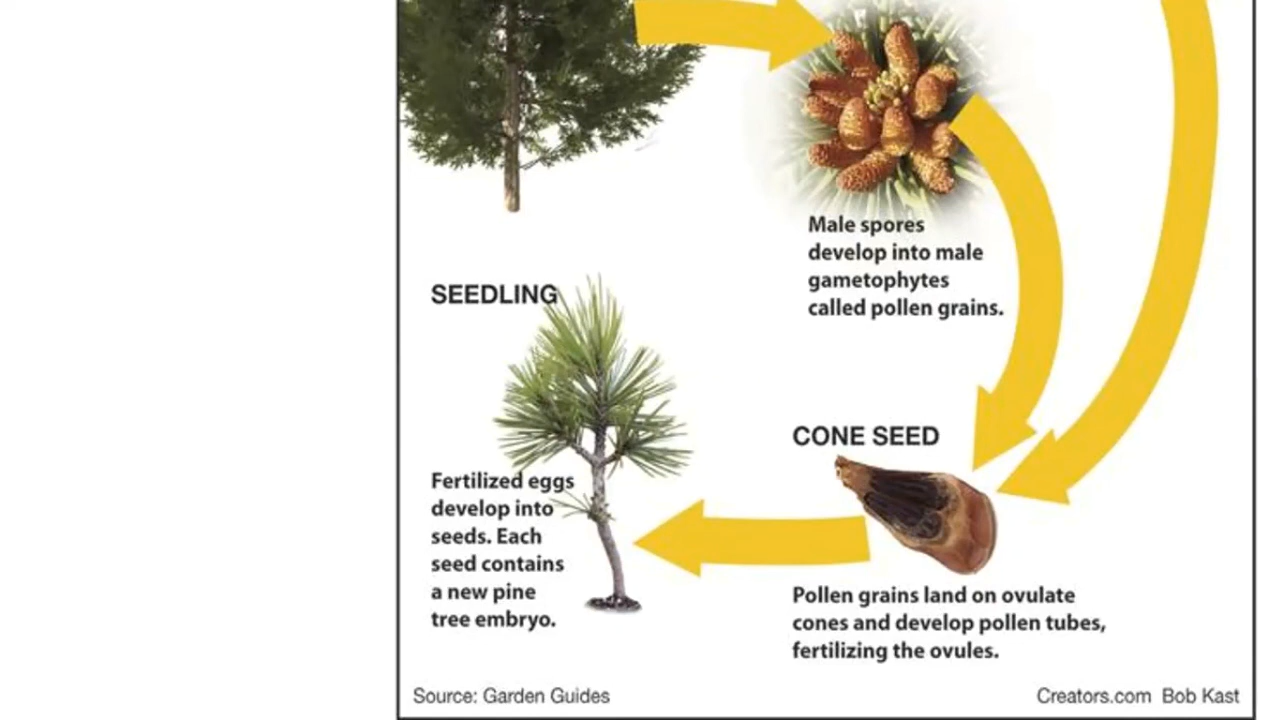 Male spores
develop into male
gametophytes
called pollen grains.
SEEDLING
CONE SEED
Fertilized eggs
develop into
seeds. Each
seed contains
a new pine
tree embryo.
Pollen grains land on ovulate
cones and develop pollen tubes,
fertilizing the ovules.
Source: Garden Guides
Creators.com Bob Kast